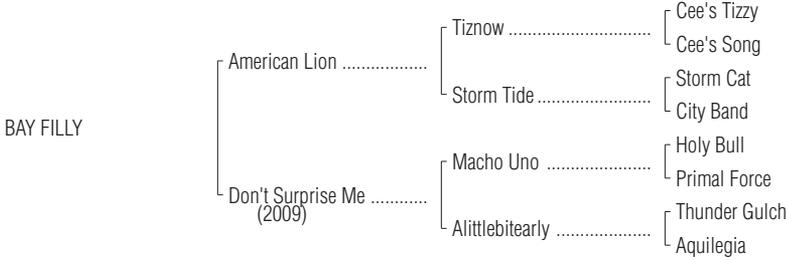 Cee's Tizzy
Tiznow ..............................
Cee's Song
American Lion ..................
Storm Cat
Storm Tide ........................
City Band
BAY FILLY
Holy Bull
Macho Uno ......................
Primal Force
Don't Surprise Me ............
(2009)
Thunder Gulch
Alittlebitearly ....................
Aquilegia